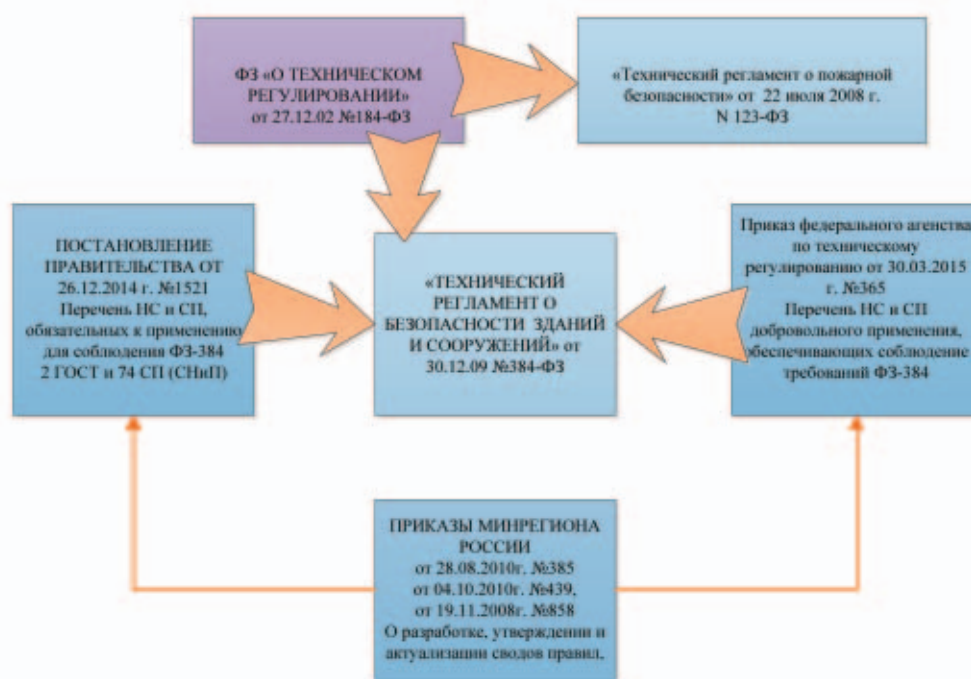 ФЗ «О ТЕХНИЧЕСКОМ
РЕГУЛИРОВАНИИ»
от 27.12.02 №184-ФЗ
«Технический регламент о пожарной
безопасности» от 22 июля 2008 г.
N 123-ФЗ
ПОСТАНОВЛЕНИЕ
ПРАВИТЕЛЬСТВА ОТ
26.12.2014 г. №1521
Перечень НС и СП,
обязательных к применению
для соблюдения ФЗ-384
2 ГОСТ и 74 СП (СНиП)
«ТЕХНИЧЕСКИЙ
РЕГЛАМЕНТ О
БЕЗОПАСНОСТИ ЗДАНИЙ
И СООРУЖЕНИЙ» от
30.12.09 №384-ФЗ
Приказ федерального агенства
по техническому
регулированию от 30.03.2015
г. №365
Перечень НС и СП
добровольного применения,
обеспечивающих соблюдение
требований ФЗ-384
ПРИКАЗЫ МИНРЕГИОНА
РОССИИ
от 28.08.2010г. №385
от 04.10.2010г. №439,
от 19.11.2008г. №858
О разработке, утверждении и
актуализации сводов правил,